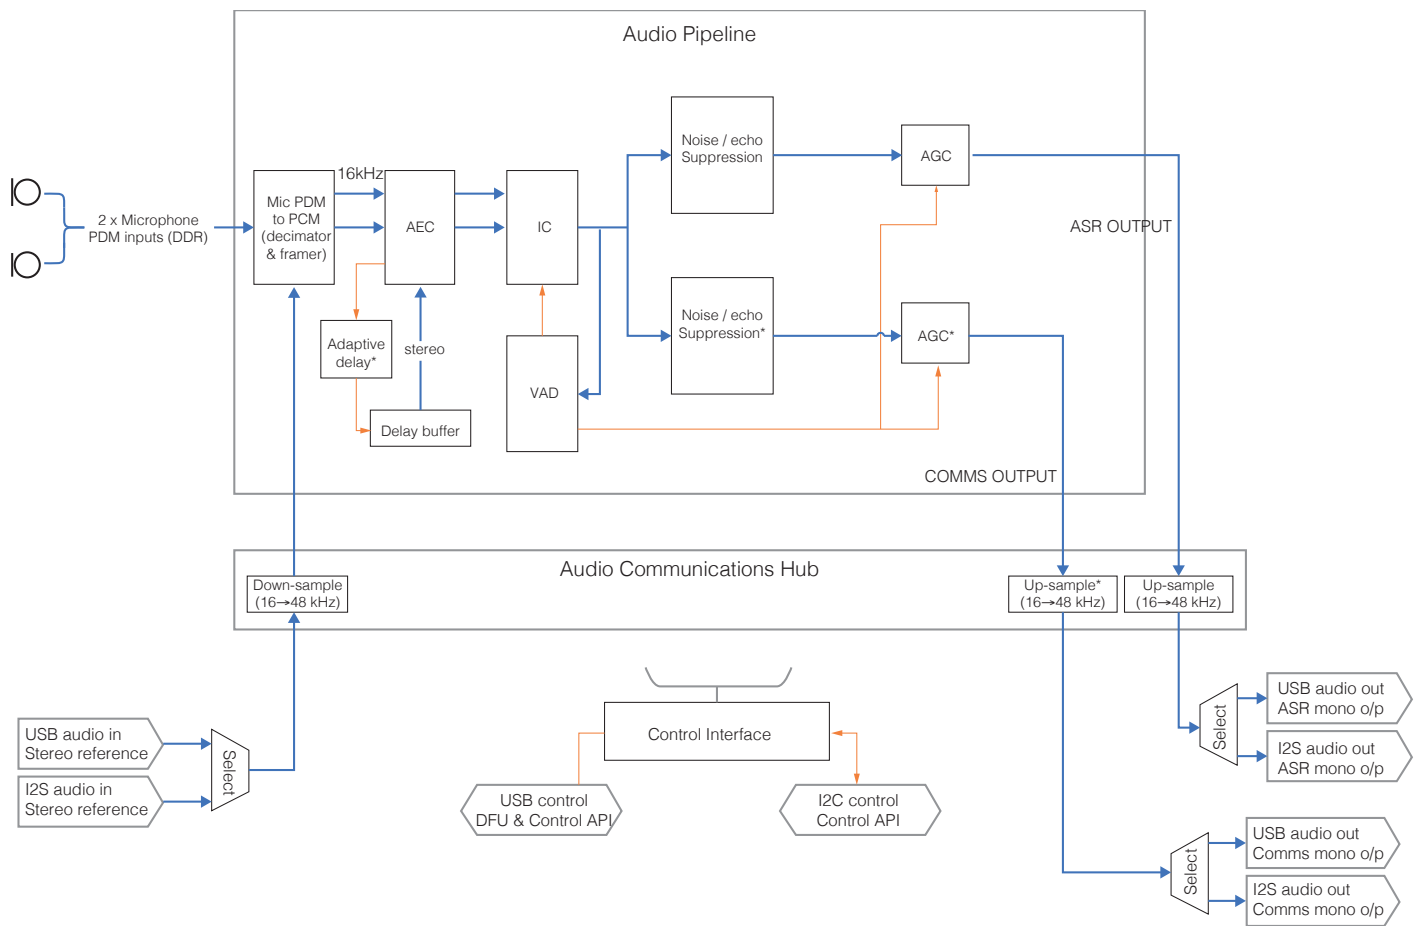 Audio Pipeline
2 x Microphone
PDM inputs (DDR)
Mic PDM
to PCM
(decimator
& framer)
16kHz
AEC
IC
Noise / echo
Suppression
AGC
ASR OUTPUT
Adaptive
delay*
stereo
Delay buffer
VAD
Noise / echo
Suppression*
AGC*
COMMS OUTPUT
Audio Communications Hub
Down-sample
(16→48 kHz)
Up-sample*
(16→48 kHz)
Up-sample
(16→48 kHz)
USB audio in
Stereo reference
I2S audio in
Stereo reference
Select
Control Interface
USB control
DFU & Control API
I2C control
Control API
Select
USB audio out
ASR mono o/p
I2S audio out
ASR mono o/p
Select
USB audio out
Comms mono o/p
I2S audio out
Comms mono o/p